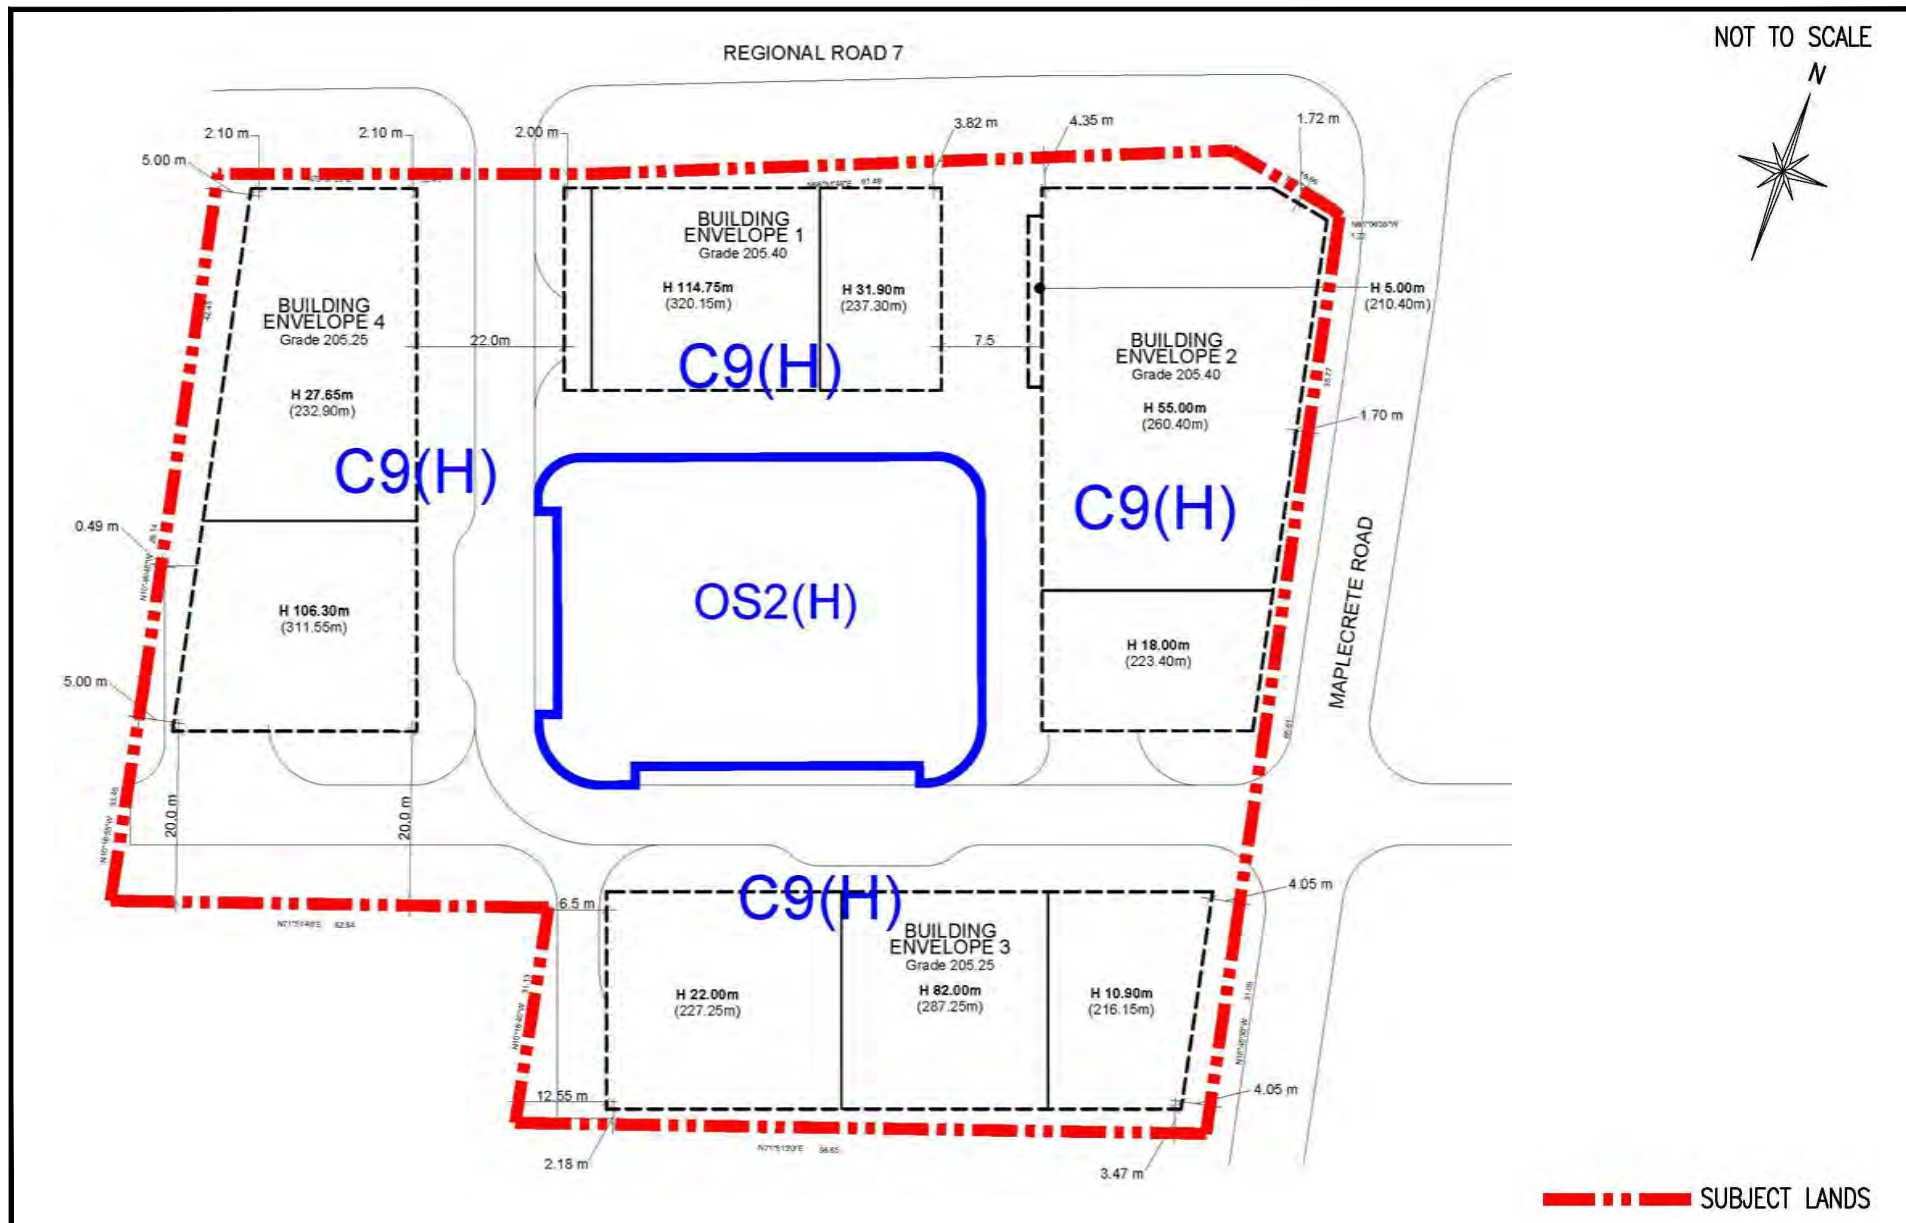 NOT TO SCALE
N
REGIONAL ROAD 7
2.10 m
2.10 m
2.00 m
3.82 m
4.35 m
1.72 m
5.00 m
BUILDING
ENVELOPE 1
Grade 205.40
H 114.75m
(320.15m)
H 31.90m
(237.30m)
H 5.00m
(210.40m)
BUILDING
ENVELOPE 4
Grade 205.25
22.0m
7.5
BUILDING
ENVELOPE 2
Grade 205.40
C9(H)
H 27.65m
(232.90m)
H 55.00m
(260.40m)
1.70 m
C9(H)
C9(H)
0.49 m
MAPLECRETE ROAD
OS2(H)
H 106.30m
(311.55m)
H 18.00m
(223.40m)
5.00 m
20.0 m
20.0 m
C9(H)
4.05 m
6.5 m
BUILDING
ENVELOPE 3
Grade 205.25
H 22.00m
(227.25m)
H 82.00m
(287.25m)
H 10.90m
(216.15m)
12.55 m
4.05 m
2.18 m
3.47 m
SUBJECT LANDS